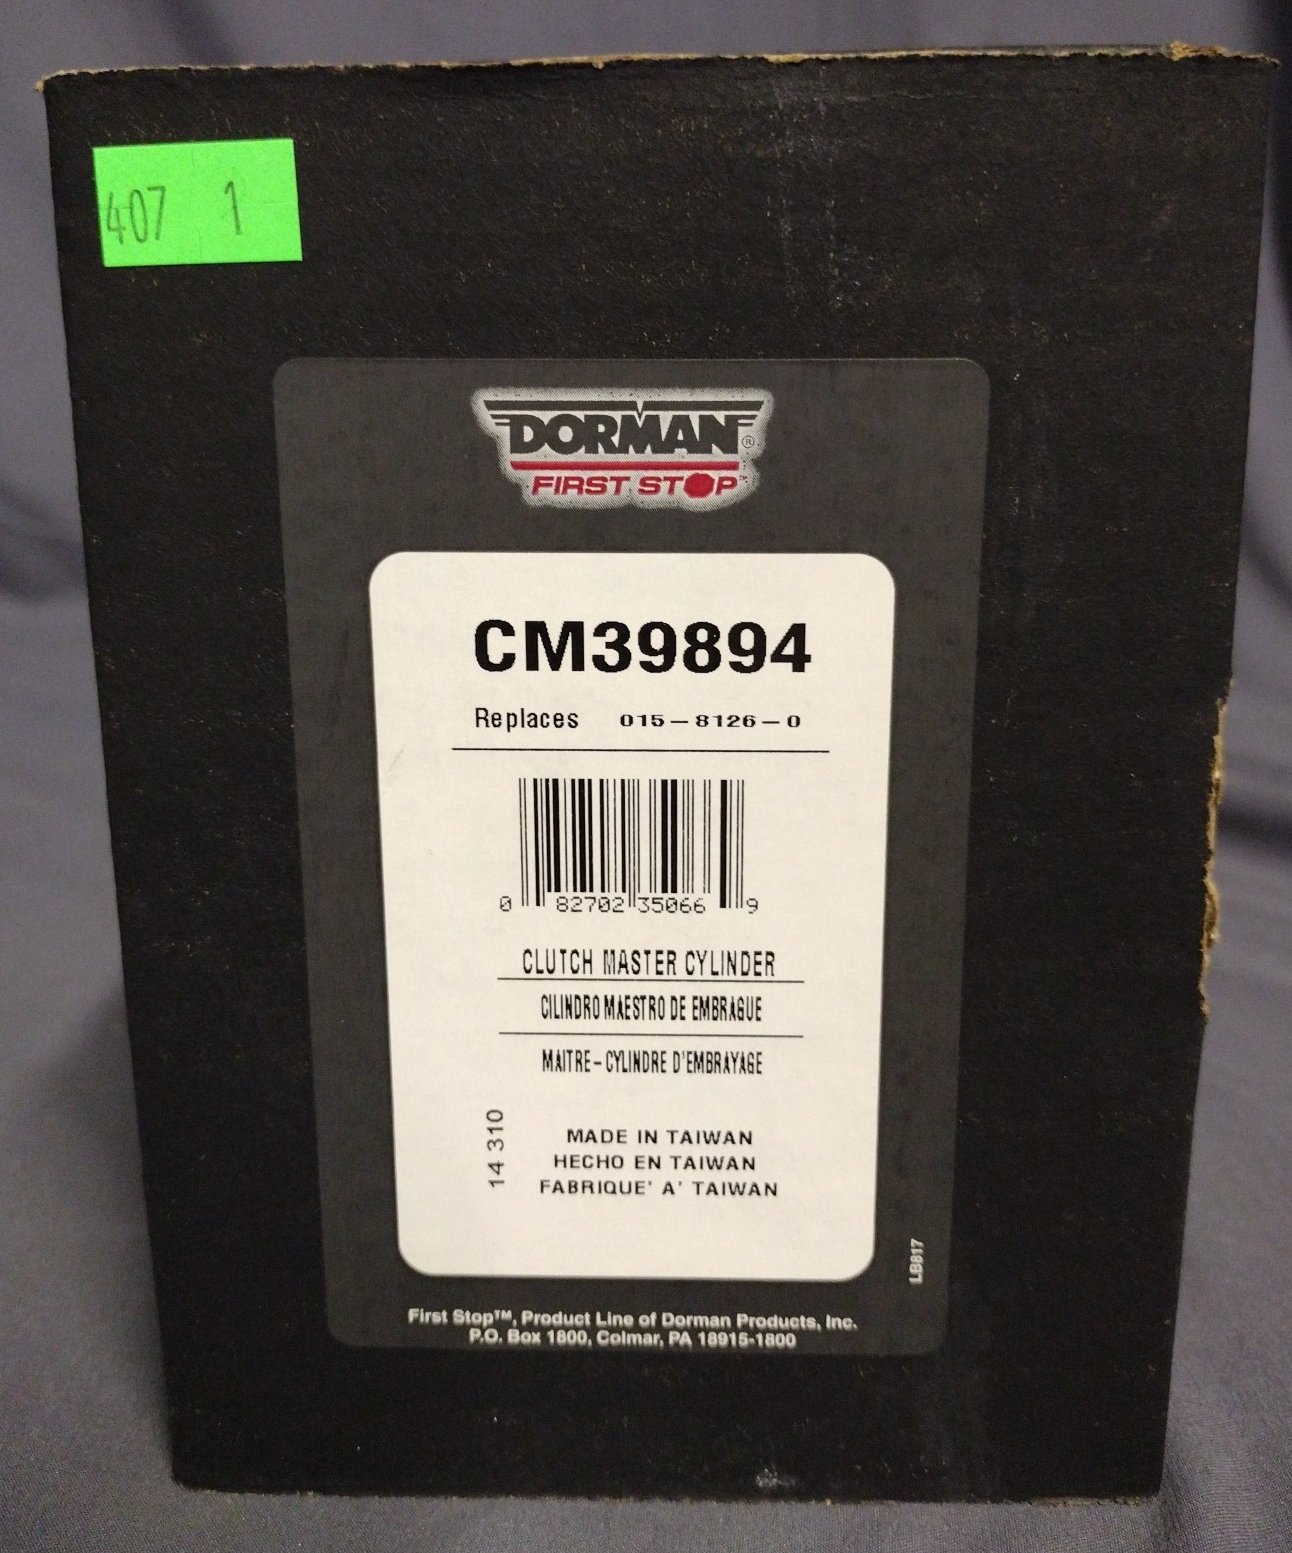 407 1
DORMAN®
FIRST STOP™
CM39894
Replaces 015-8126-0
0 82702 35066 9
CLUTCH MASTER CYLINDER
CILINDRO MAESTRO DE EMBRAGUE
MAITRE-CYLINDRE D'EMBRAYAGE
14 310
MADE IN TAIWAN
HECHO EN TAIWAN
FABRIQUE' A' TAIWAN
LB617
First Stop™, Product Line of Dorman Products, Inc.
P.O. Box 1800, Colmar, PA 18915-1800